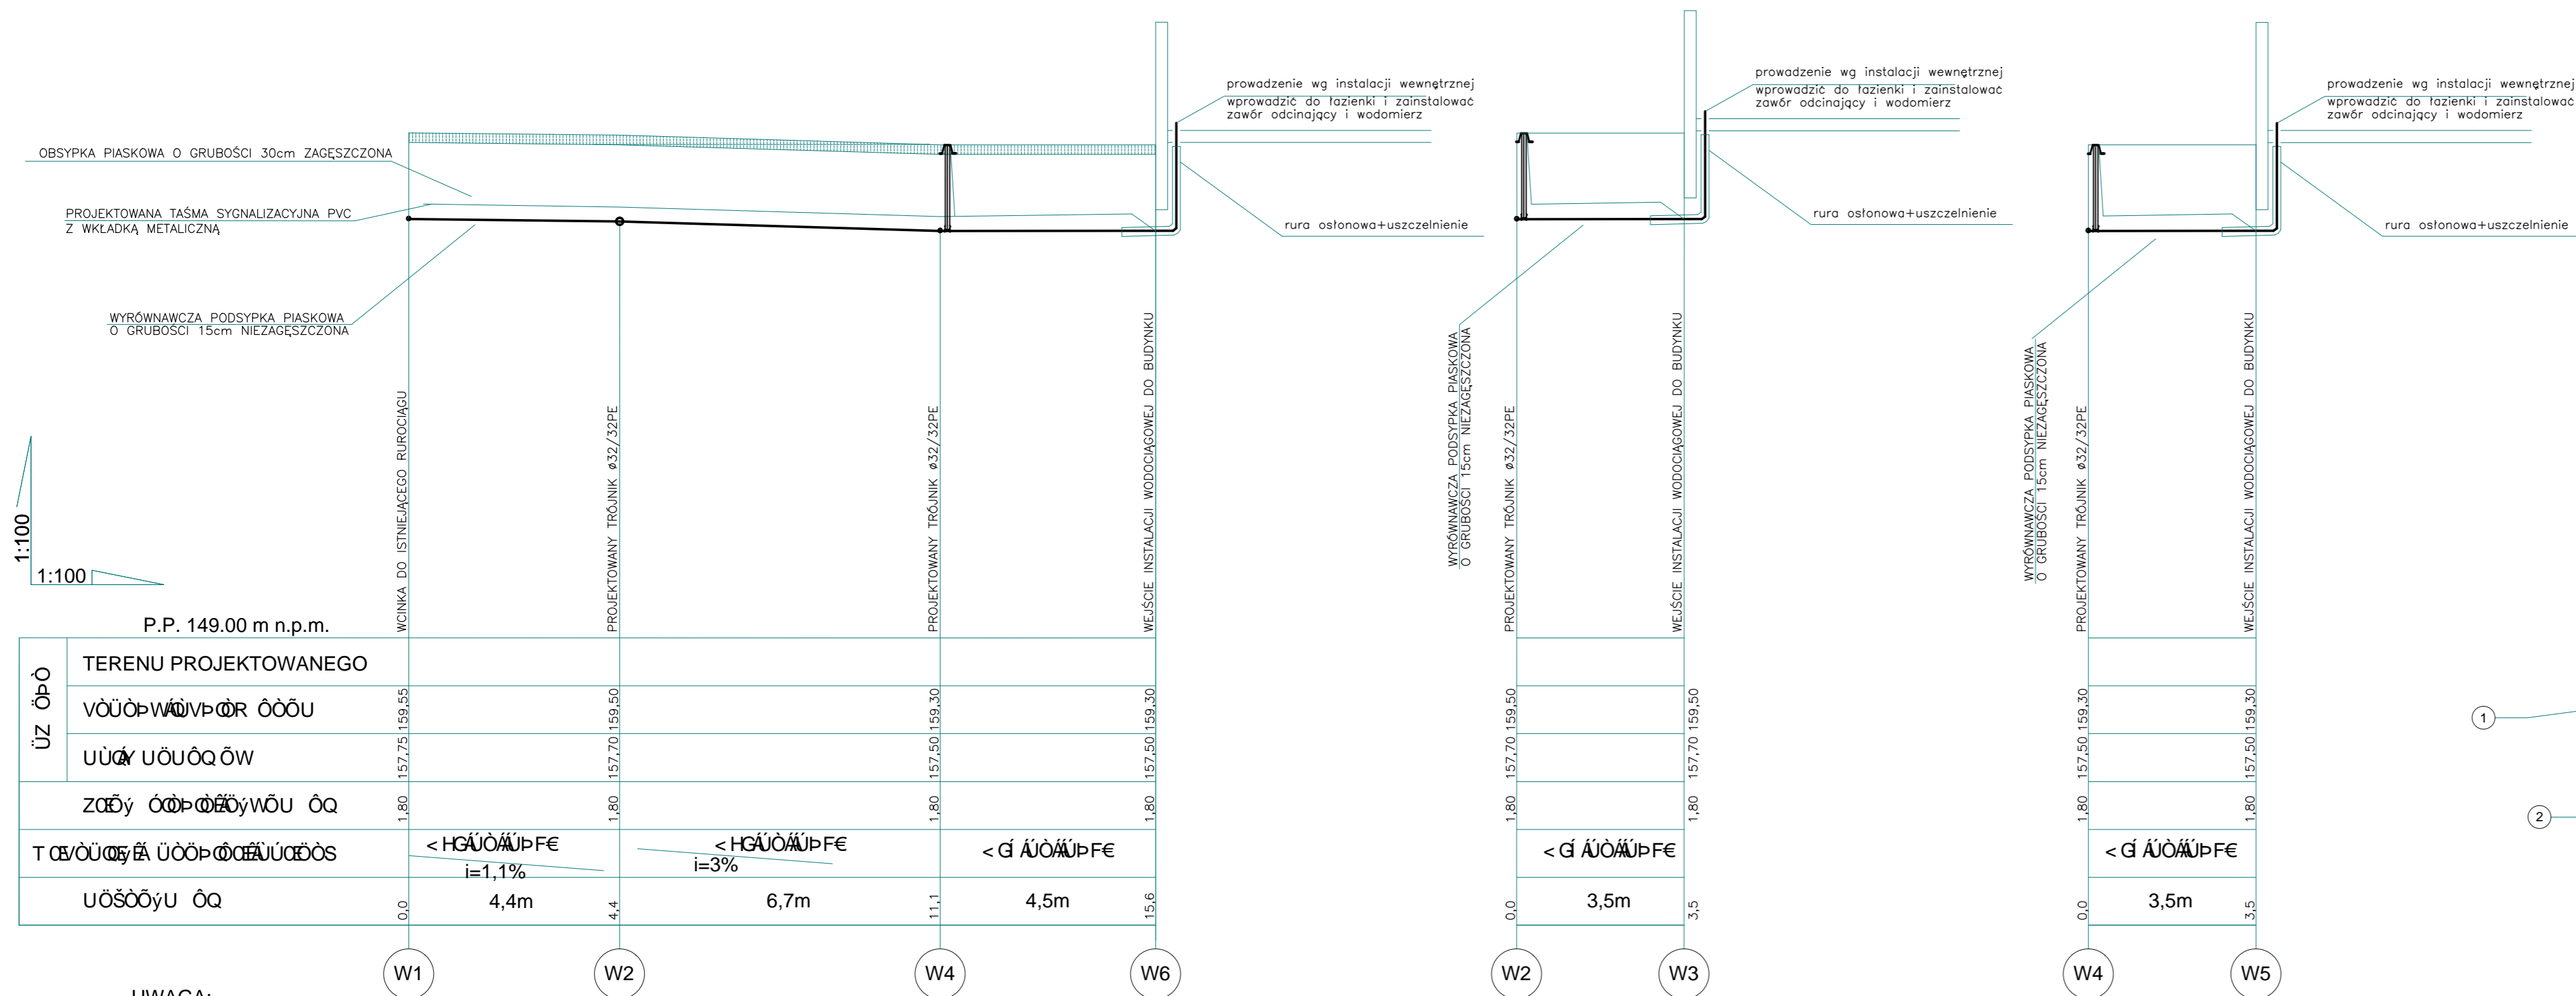 prowadzenie wg instalacji wewnętrznej
wprowadzić do łazienki i zainstalować
zawór odcinający i wodomierz
prowadzenie wg instalacji wewnętrznej
wprowadzić do łazienki i zainstalować
zawór odcinający i wodomierz
prowadzenie wg instalacji wewnętrznej
wprowadzić do łazienki i zainstalować
zawór odcinający i wodomierz
OBSYPKA PIASKOWA O GRUBOŚCI 30cm ZAGĘSZCZONA
PROJEKTOWANA TAŚMA SYGNALIZACYJNA PVC
Z WKŁADKĄ METALICZNĄ
rura osłonowa+uszczelnienie
rura osłonowa+uszczelnienie
rura osłonowa+uszczelnienie
WYRÓWNAWCZA PODSYPKA PIASKOWA
O GRUBOŚCI 15cm NIEZAGĘSZCZONA
WCINKA DO ISTNIEJĄCEGO RUROCIĄGU
PROJEKTOWANY TRÓJNIK ø32/32PE
PROJEKTOWANY TRÓJNIK ø32/32PE
WEJŚCIE INSTALACJI WODOCIĄGOWEJ DO BUDYNKU
WYRÓWNAWCZA PODSYPKA PIASKOWA
O GRUBOŚCI 15cm NIEZAGĘSZCZONA
PROJEKTOWANY TRÓJNIK ø32/32PE
WEJŚCIE INSTALACJI WODOCIĄGOWEJ DO BUDYNKU
WYRÓWNAWCZA PODSYPKA PIASKOWA
O GRUBOŚCI 15cm NIEZAGĘSZCZONA
PROJEKTOWANY TRÓJNIK ø32/32PE
WEJŚCIE INSTALACJI WODOCIĄGOWEJ DO BUDYNKU
1:100
1:100
P.P. 149.00 m n.p.m.
TERENU PROJEKTOWANEGO
159,55 159,50 159,30 159,30 159,50 159,50 159,30 159,30
157,75 157,70 157,50 157,50 157,70 157,70 157,50 157,50
1,80 1,80 1,80 1,80 1,80 1,80 1,80 1,80
i=1,1% i=3%
0,0 4,4m 4,4 6,7m 11,1 4,5m 15,6 0,0 3,5m 3,5 0,0 3,5m 3,5
1
2
W1 W2 W4 W6 W2 W3 W4 W5
UWAGA: